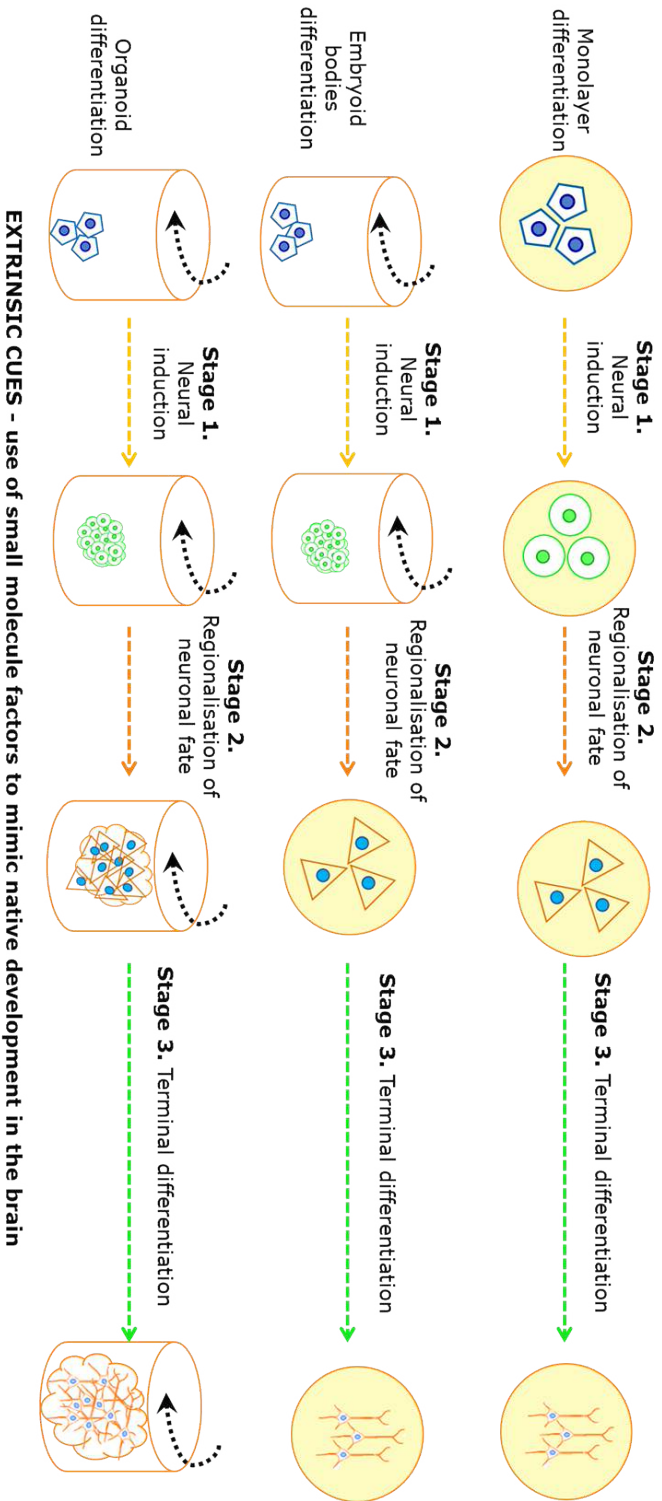 Monolayer
differentiation
Stage 1.
Neural
induction
Stage 2.
Regionalisation of
neuronal fate
Stage 3. Terminal differentiation
Embryoid
bodies
differentiation
Stage 1.
Neural
induction
Stage 2.
Regionalisation of
neuronal fate
Stage 3. Terminal differentiation
Organoid
differentiation
Stage 1.
Neural
induction
Stage 2.
Regionalisation of
neuronal fate
Stage 3. Terminal differentiation
EXTRINSIC CUES - use of small molecule factors to mimic native development in the brain